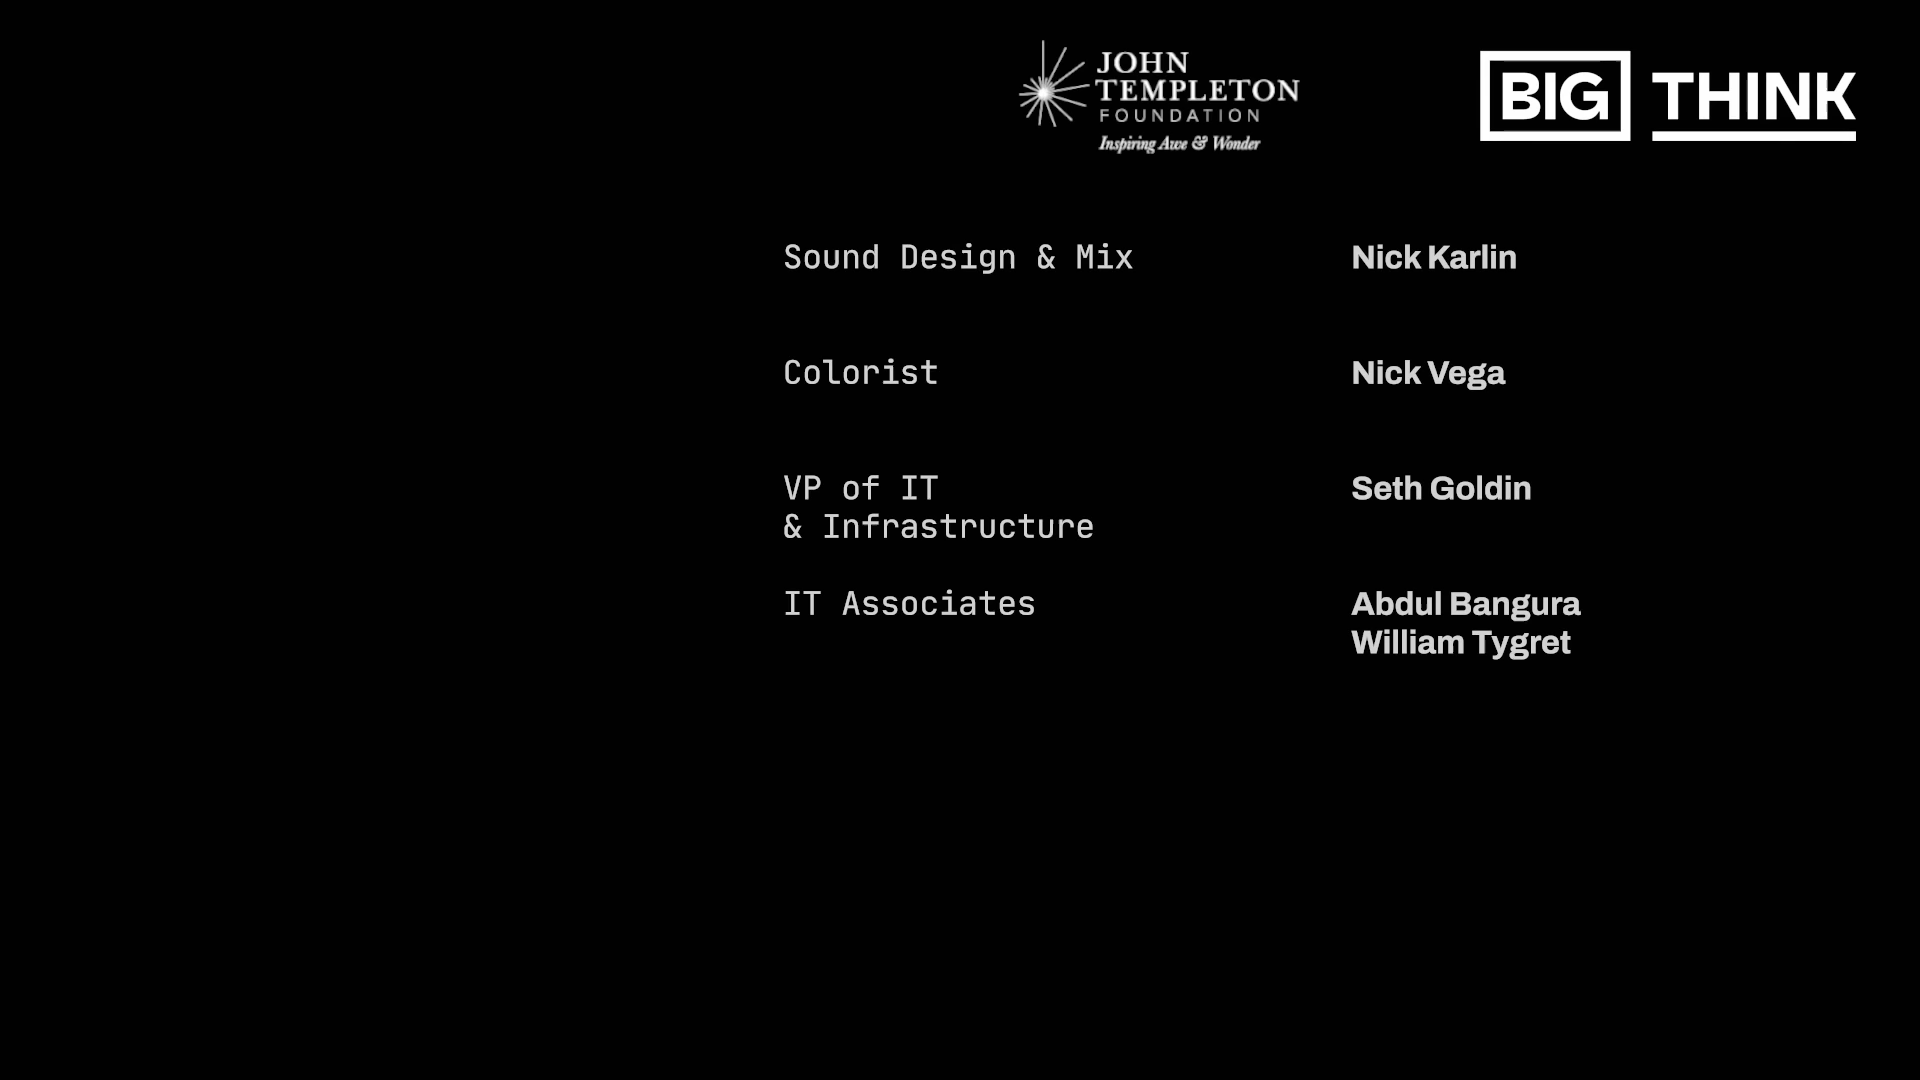 JOHN
TEMPLETON
FOUNDATION
Inspiring Awe & Wonder
BIG THINK
Sound Design & Mix
Nick Karlin
Colorist
Nick Vega
VP of IT
& Infrastructure
Seth Goldin
IT Associates
Abdul Bangura
William Tygret